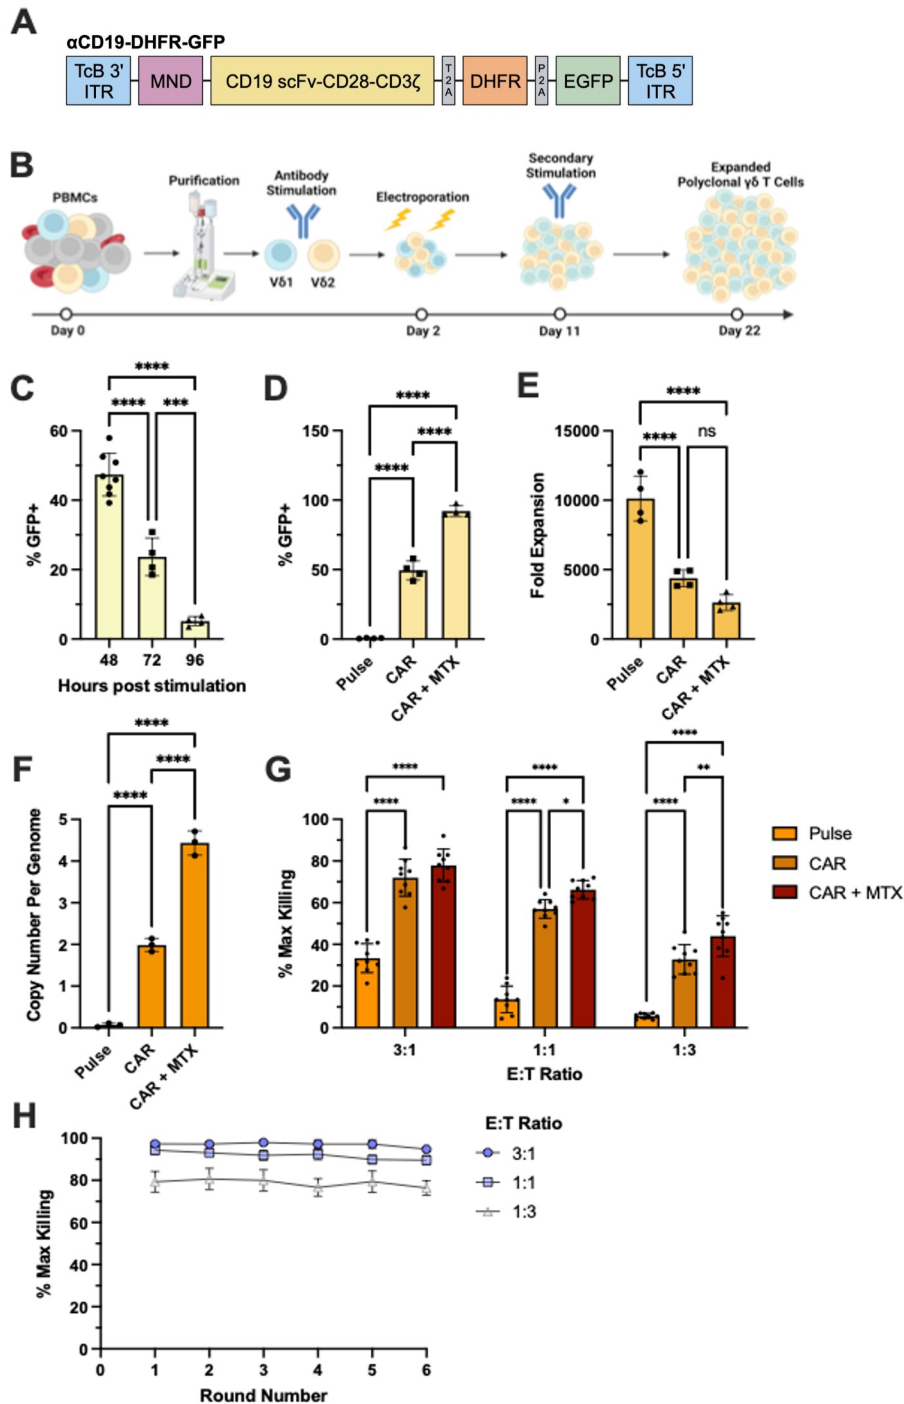 A
αCD19-DHFR-GFP
TcB 3' ITR
MND
CD19 scFv-CD28-CD3ζ
T2A
DHFR
P2A
EGFP
TcB 5' ITR
B
PBMCs
Purification
Antibody Stimulation
Vδ1
Vδ2
Electroporation
Secondary Stimulation
Expanded Polyclonal γδ T Cells
Day 0
Day 2
Day 11
Day 22
C
****
**** ***
% GFP+
60
40
20
0
48 72 96
Hours post stimulation
D
****
****
****
% GFP+
150
100
50
0
Pulse
CAR
CAR + MTX
E
****
**** ns
Fold Expansion
15000
10000
5000
0
Pulse
CAR
CAR + MTX
F
****
****
****
Copy Number Per Genome
5
4
3
2
1
0
Pulse
CAR
CAR + MTX
G
****
****
****
**** *
****
**** **
% Max Killing
100
80
60
40
20
0
3:1 1:1 1:3
E:T Ratio
Pulse
CAR
CAR + MTX
H
% Max Killing
100
80
60
40
20
0
0 1 2 3 4 5 6
Round Number
E:T Ratio
3:1
1:1
1:3